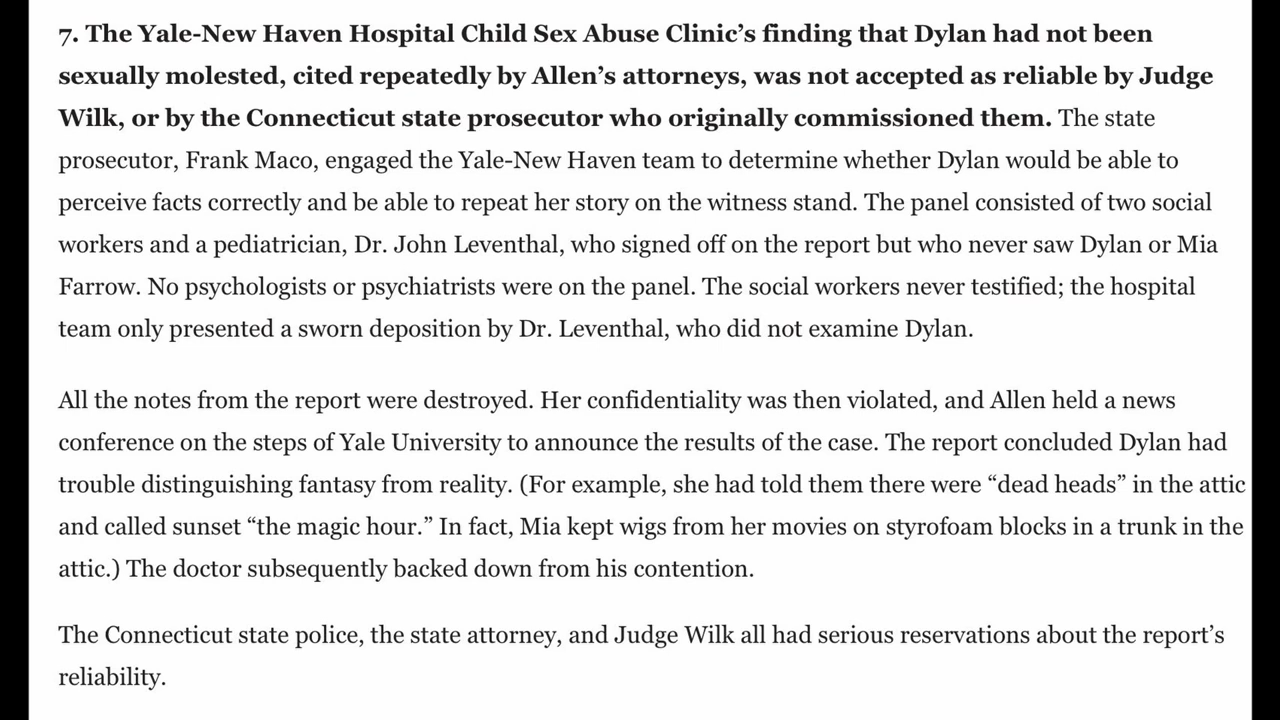 7. The Yale-New Haven Hospital Child Sex Abuse Clinic’s finding that Dylan had not been
sexually molested, cited repeatedly by Allen’s attorneys, was not accepted as reliable by Judge
Wilk, or by the Connecticut state prosecutor who originally commissioned them. The state
prosecutor, Frank Maco, engaged the Yale-New Haven team to determine whether Dylan would be able to
perceive facts correctly and be able to repeat her story on the witness stand. The panel consisted of two social
workers and a pediatrician, Dr. John Leventhal, who signed off on the report but who never saw Dylan or Mia
Farrow. No psychologists or psychiatrists were on the panel. The social workers never testified; the hospital
team only presented a sworn deposition by Dr. Leventhal, who did not examine Dylan.
All the notes from the report were destroyed. Her confidentiality was then violated, and Allen held a news
conference on the steps of Yale University to announce the results of the case. The report concluded Dylan had
trouble distinguishing fantasy from reality. (For example, she had told them there were “dead heads” in the attic
and called sunset “the magic hour.” In fact, Mia kept wigs from her movies on styrofoam blocks in a trunk in the
attic.) The doctor subsequently backed down from his contention.
The Connecticut state police, the state attorney, and Judge Wilk all had serious reservations about the report’s
reliability.